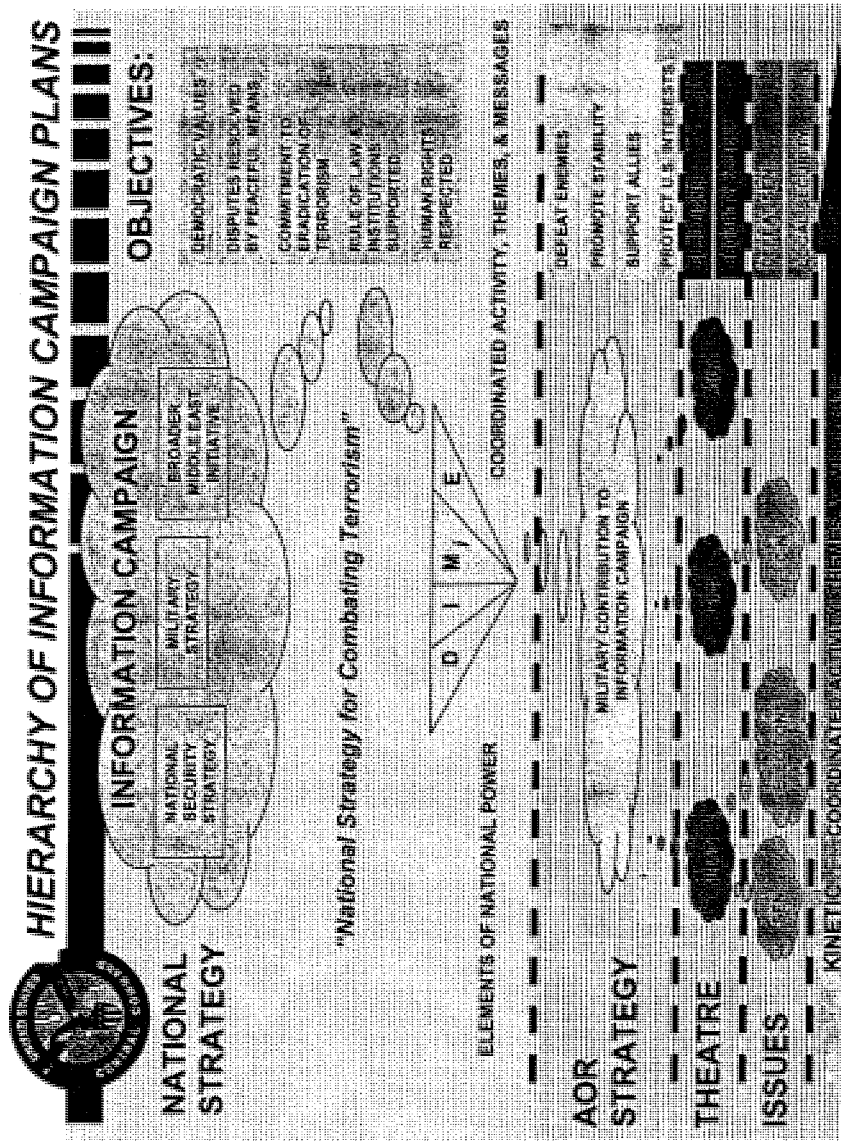 HIERARCHY OF INFORMATION CAMPAIGN PLANS
NATIONAL
STRATEGY
INFORMATION CAMPAIGN
NATIONAL
SECURITY
STRATEGY
MILITARY
STRATEGY
BROADER
MIDDLE EAST
INITIATIVE
OBJECTIVES:
DEMOCRATIC VALUES
DISPUTES RESOLVED
BY PEACEFUL MEANS
COMMITMENT TO
ERADICATION OF
TERRORISM
RULE OF LAW &
INSTITUTIONS
SUPPORTED
HUMAN RIGHTS
RESPECTED
"National Strategy for Combating Terrorism"
D I M E
ELEMENTS OF NATIONAL POWER
COORDINATED ACTIVITY, THEMES, & MESSAGES
AOR
STRATEGY
MILITARY CONTRIBUTION TO
INFORMATION CAMPAIGN
DEFEAT ENEMIES
PROMOTE STABILITY
SUPPORT ALLIES
PROTECT U.S. INTERESTS
THEATRE
ISSUES
KINETIC
COORDINATED ACTIVITY